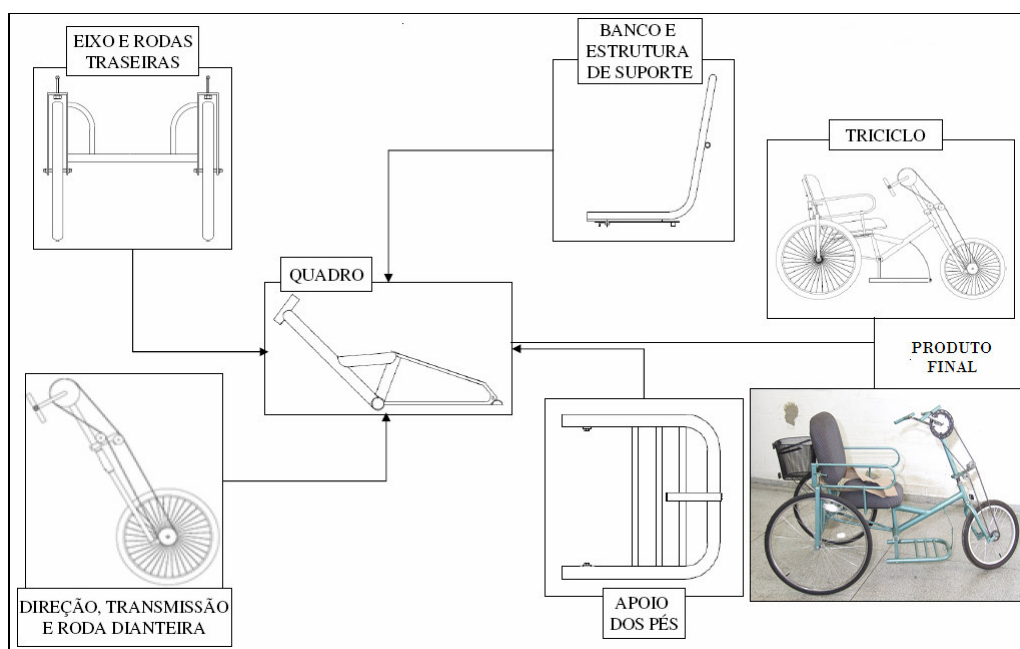 EIXO E RODAS
TRASEIRAS
BANCO E
ESTRUTURA
DE SUPORTE
TRICICLO
QUADRO
PRODUTO
FINAL
DIREÇÃO, TRANSMISSÃO
E RODA DIANTEIRA
APOIO
DOS PÉS